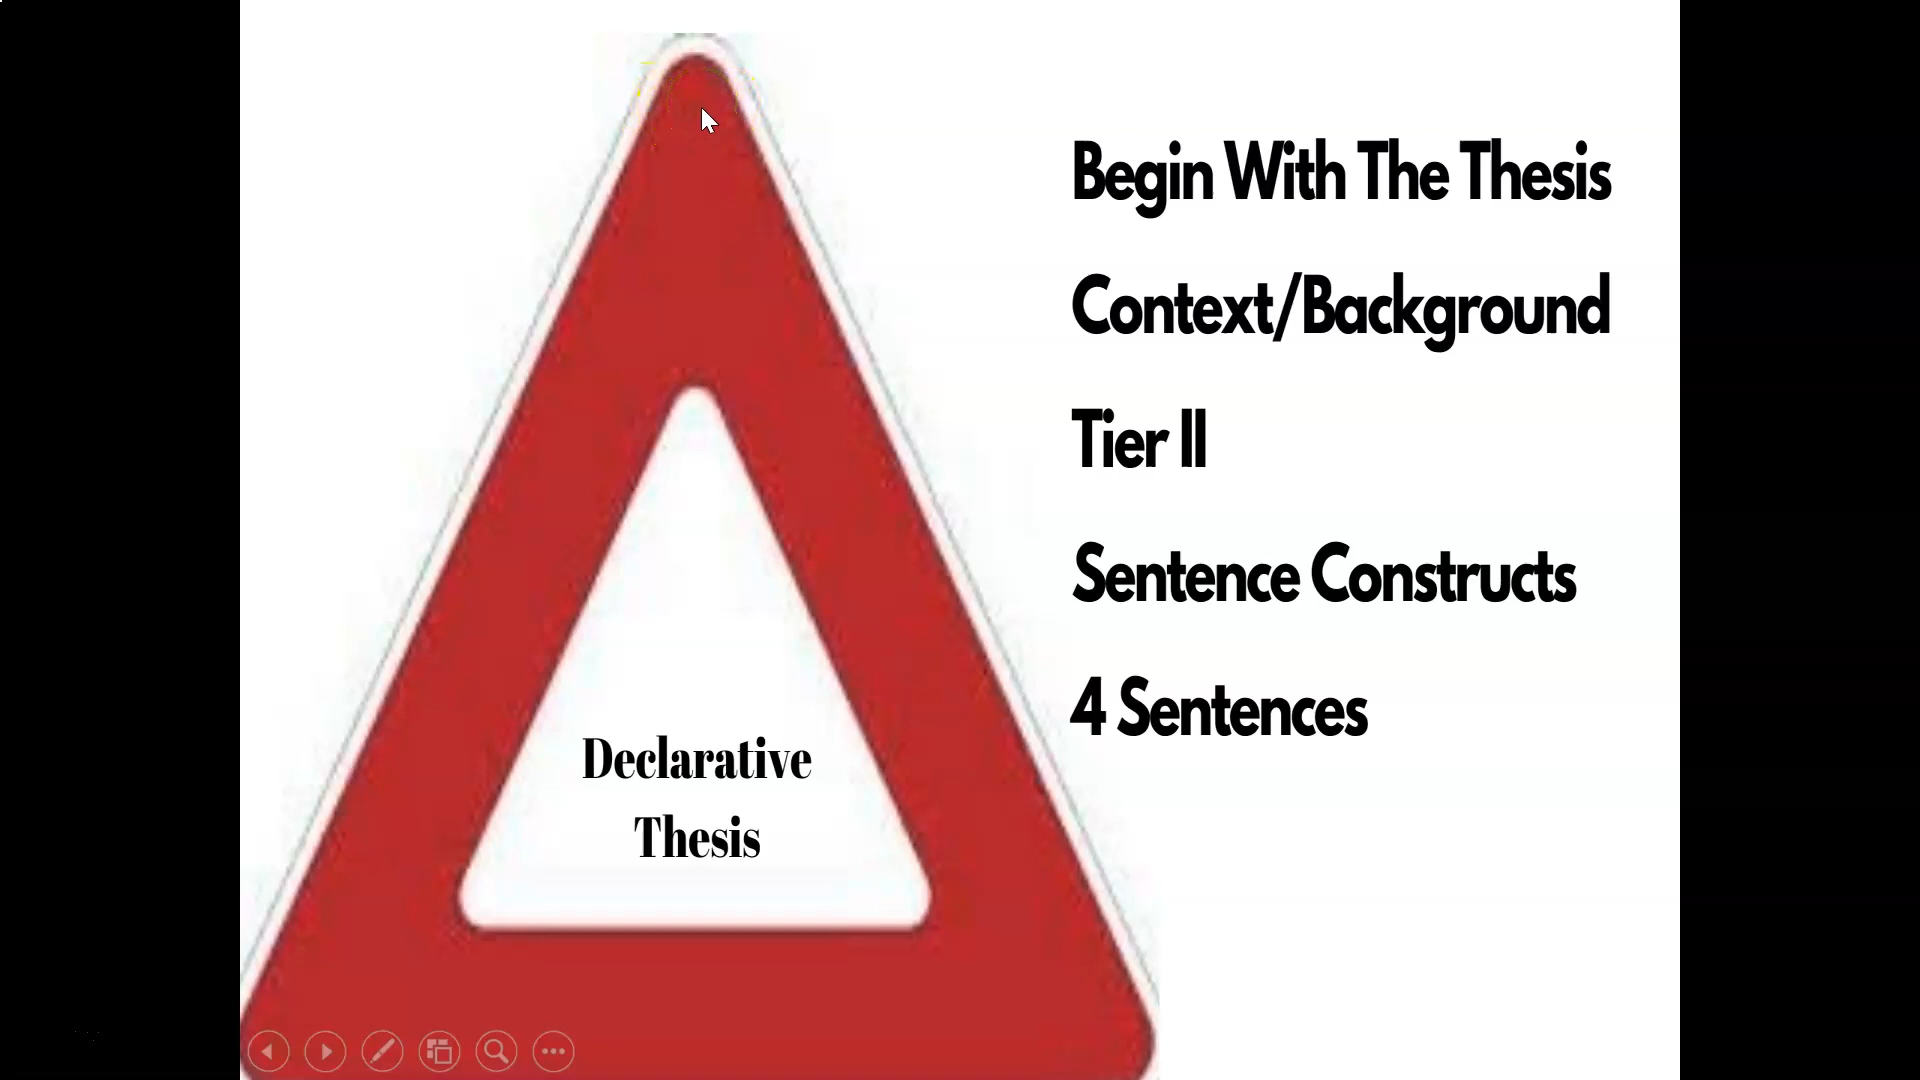 Begin With The Thesis
Context/Background
Tier II
Sentence Constructs
4 Sentences
Declarative
Thesis